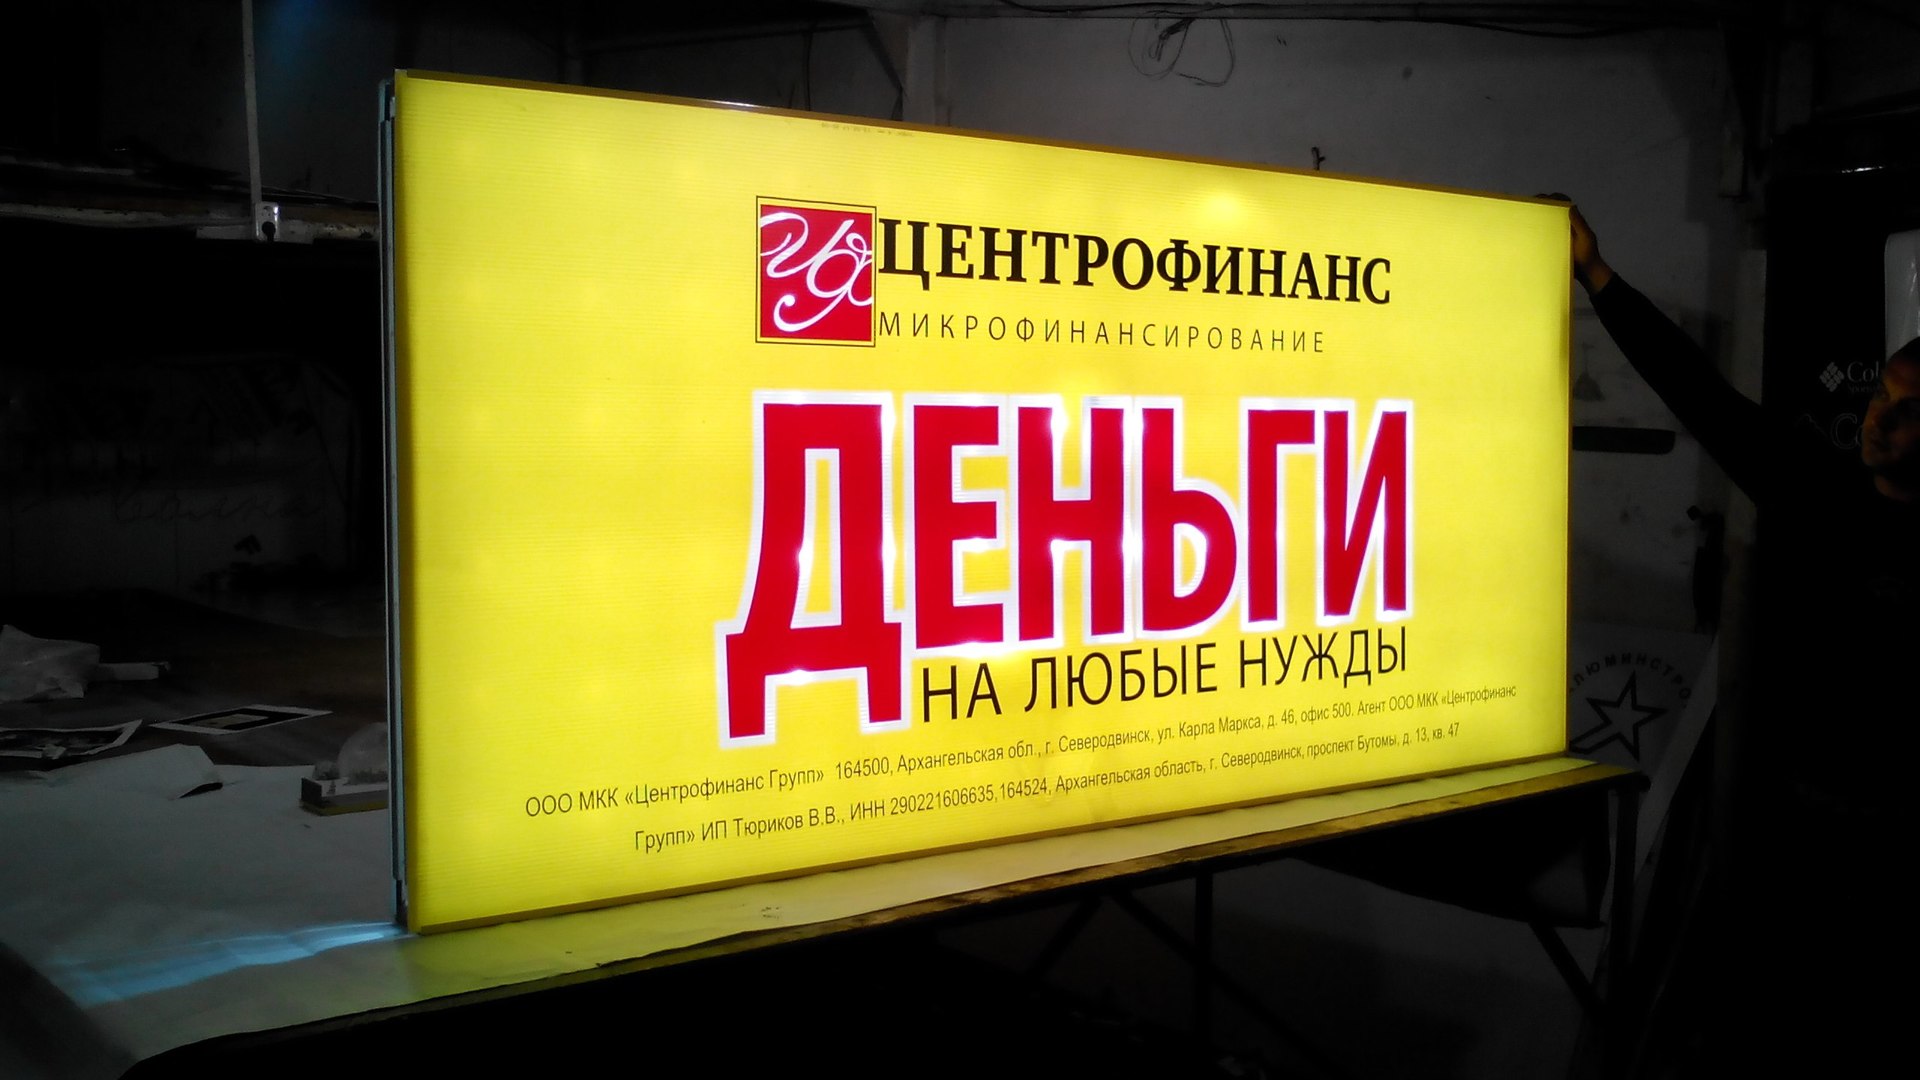 ЦЕНТРОФИНАНС
МИКРОФИНАНСИРОВАНИЕ
ДЕНЬГИ
НА ЛЮБЫЕ НУЖДЫ
ООО МКК «Центрофинанс Групп» 164500, Архангельская обл., г. Северодвинск, ул. Карла Маркса, д. 46, офис 500. Агент ООО МКК «Центрофинанс
Групп» ИП Тюриков В.В., ИНН 290221606635,164524, Архангельская область, г. Северодвинск, проспект Бутомы, д. 13, кв. 47